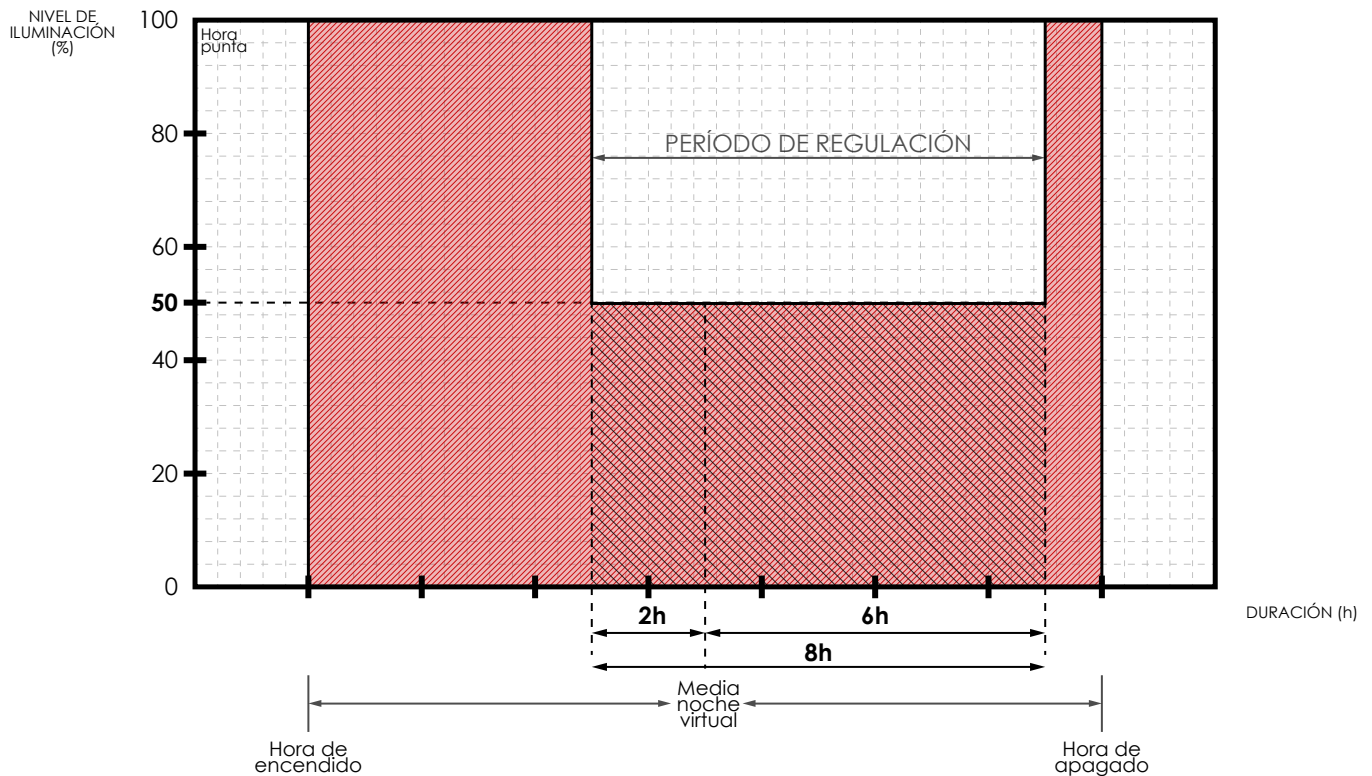 NIVEL DE
ILUMINACIÓN
(%)
100
Hora
punta
80
PERÍODO DE REGULACIÓN
60
50
40
20
0
DURACIÓN (h)
2h
6h
8h
Media
noche
virtual
Hora de
encendido
Hora de
apagado